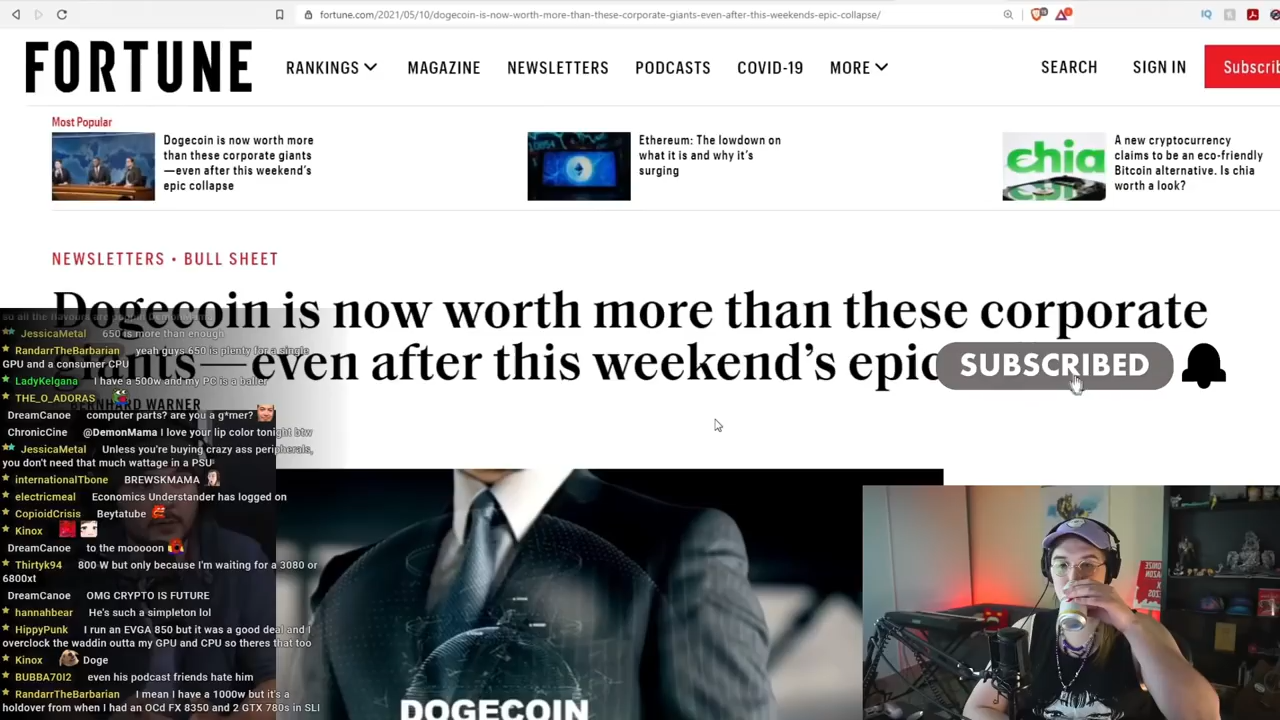 fortune.com/2021/05/10/dogecoin-is-now-worth-more-than-these-corporate-giants-even-after-this-weekends-epic-collapse/
FORTUNE
RANKINGS
MAGAZINE
NEWSLETTERS
PODCASTS
COVID-19
MORE
SEARCH
SIGN IN
Subscrib
Most Popular
Dogecoin is now worth more
than these corporate giants
—even after this weekend's
epic collapse
Ethereum: The lowdown on
what it is and why it's
surging
chia
A new cryptocurrency
claims to be an eco-friendly
Bitcoin alternative. Is chia
worth a look?
NEWSLETTERS • BULL SHEET
Dogecoin is now worth more than these corporate
giants—even after this weekend's epic
SUBSCRIBED
BERNHARD WARNER
so all the flavours are popular DemonMama
JessicaMetal 650 is more than enough
RandarrTheBarbarian yeah guys 650 is plenty for a single
GPU and a consumer CPU
LadyKelgana I have a 500w and my PC is a baller
THE_O_ADORAS
DreamCanoe computer parts? are you a g*mer?
ChronicCine @DemonMama I love your lip color tonight btw
JessicaMetal Unless you're buying crazy ass peripherals,
you don't need that much wattage in a PSU
internationalTbone BREWSKMAMA
electricmeal Economics Understander has logged on
CopioidCrisis Beytatube
Kinox
DreamCanoe to the mooooon
Thirtyk94 800 W but only because I'm waiting for a 3080 or
6800xt
DreamCanoe OMG CRYPTO IS FUTURE
hannahbear He's such a simpleton lol
HippyPunk I run an EVGA 850 but it was a good deal and I
overclock the waddin outta my GPU and CPU so theres that too
Kinox Doge
BUBBA70I2 even his podcast friends hate him
RandarrTheBarbarian I mean I have a 1000w but it's a
holdover from when I had an OCd FX 8350 and 2 GTX 780s in SLI
DOGECOIN